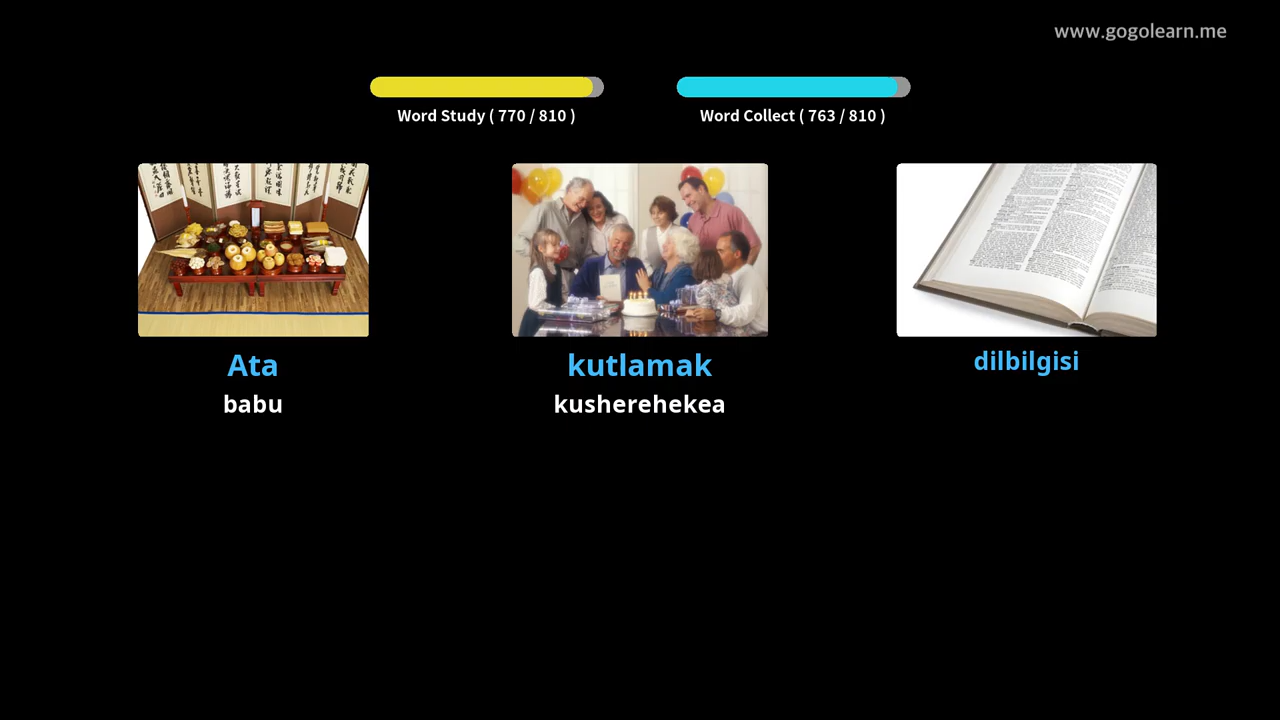 www.gogolearn.me
Word Study ( 770 / 810 )
Word Collect ( 763 / 810 )
Ata
kutlamak
dilbilgisi
babu
kusherehekea